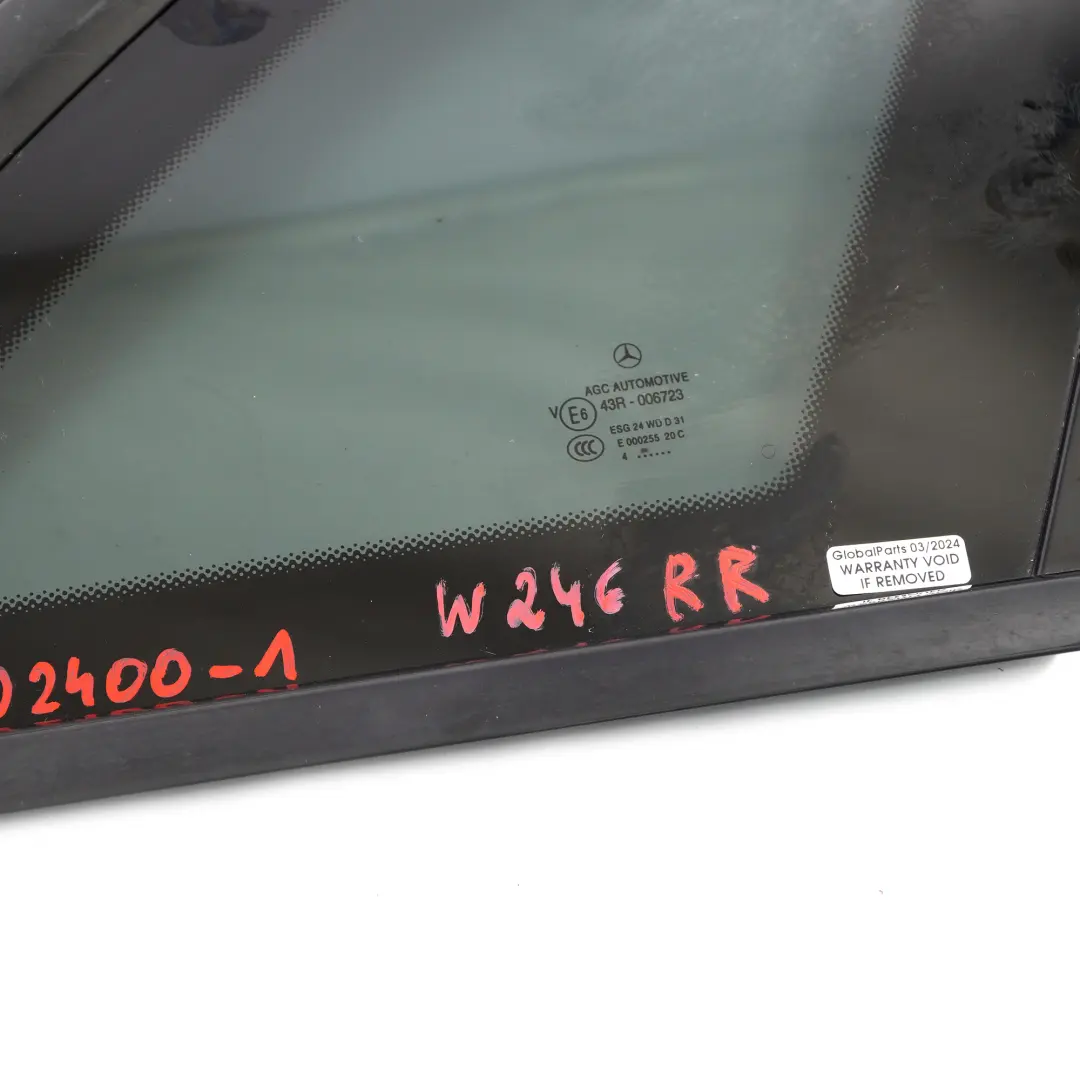 AGC AUTOMOTIVE
V E6 43R - 006723
ESG 24 WD D 31
CCC E 000255 20 C
4 ......
GlobalParts 03/2024
WARRANTY VOID
IF REMOVED
W246 RR
2400-1